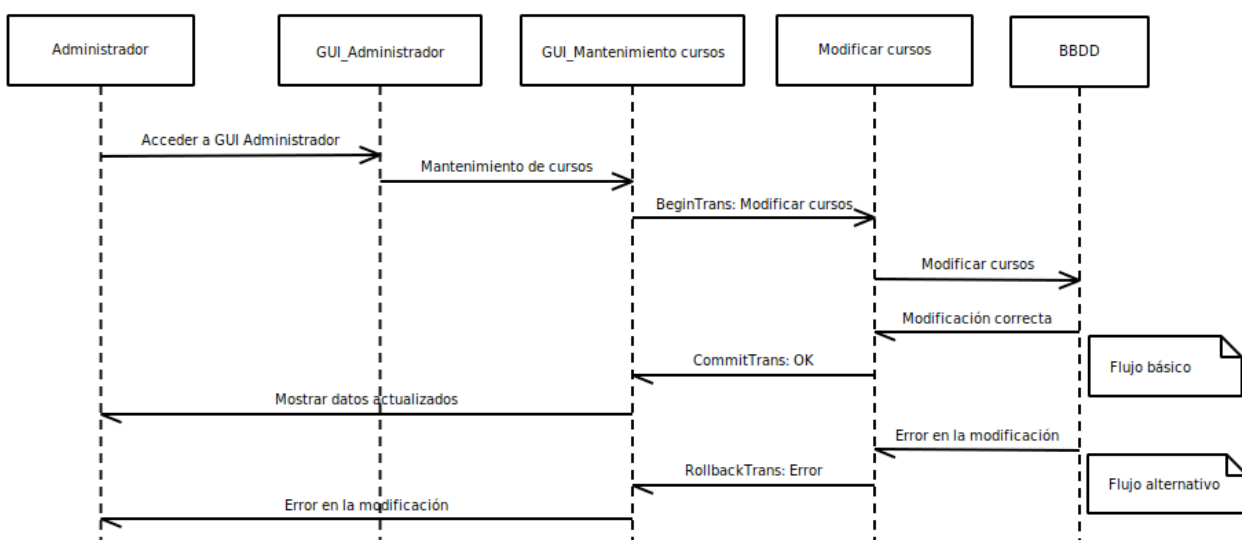 Administrador
GUI_Administrador
GUI_Mantenimiento cursos
Modificar cursos
BBDD
Acceder a GUI Administrador
Mantenimiento de cursos
BeginTrans: Modificar cursos
Modificar cursos
Modificación correcta
CommitTrans: OK
Flujo básico
Mostrar datos actualizados
Error en la modificación
RollbackTrans: Error
Flujo alternativo
Error en la modificación